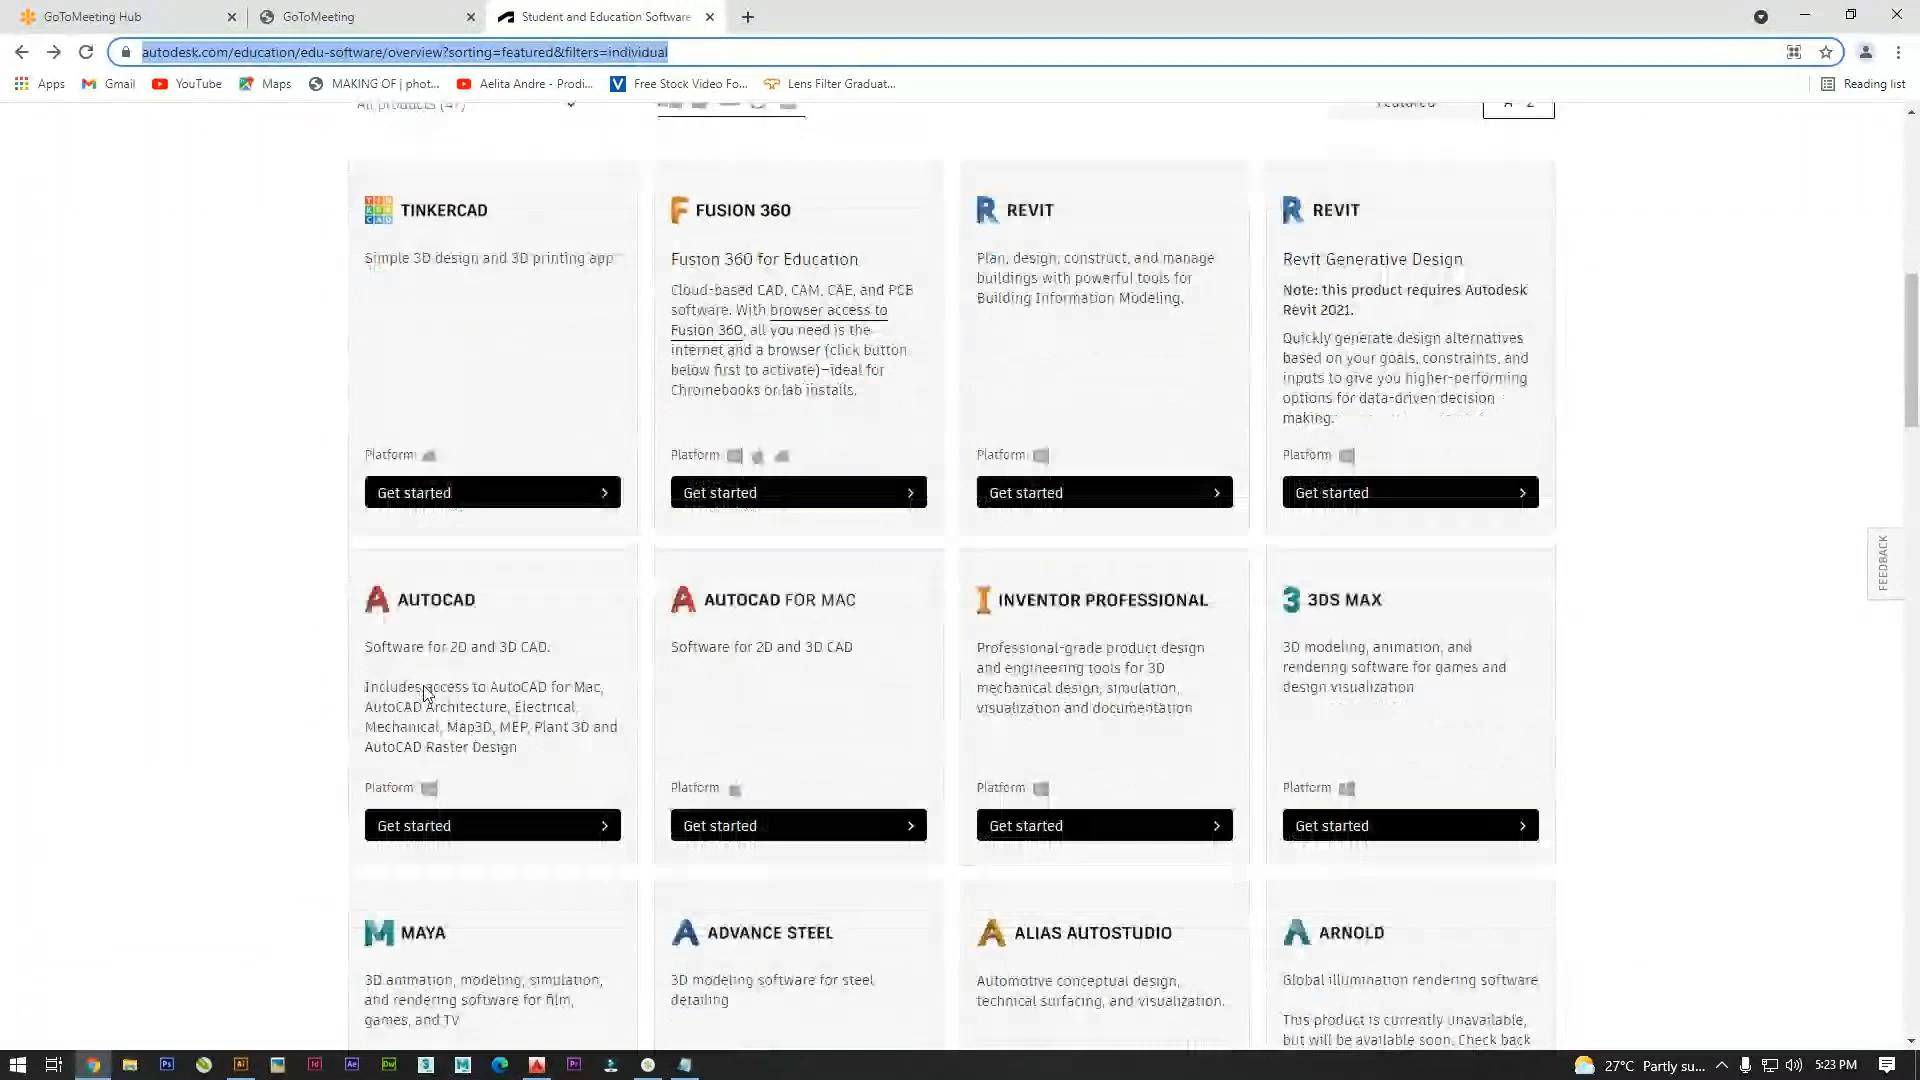 GoToMeeting Hub
GoToMeeting
Student and Education Software
autodesk.com/education/edu-software/overview?sorting=featured&filters=individual
Apps
Gmail
YouTube
Maps
MAKING OF | phot...
Aelita Andre - Prodi...
Free Stock Video Fo...
Lens Filter Graduat...
Reading list
All products (47)
Featured
A - Z
TINKERCAD
Simple 3D design and 3D printing app
Platform
Get started
FUSION 360
Fusion 360 for Education
Cloud-based CAD, CAM, CAE, and PCB
software. With browser access to
Fusion 360, all you need is the
internet and a browser (click button
below first to activate)–ideal for
Chromebooks or lab installs.
Platform
Get started
REVIT
Plan, design, construct, and manage
buildings with powerful tools for
Building Information Modeling.
Platform
Get started
REVIT
Revit Generative Design
Note: this product requires Autodesk
Revit 2021.
Quickly generate design alternatives
based on your goals, constraints, and
inputs to give you higher-performing
options for data-driven decision
making.
Platform
Get started
AUTOCAD
Software for 2D and 3D CAD.
Includes access to AutoCAD for Mac,
AutoCAD Architecture, Electrical,
Mechanical, Map3D, MEP, Plant 3D and
AutoCAD Raster Design
Platform
Get started
AUTOCAD FOR MAC
Software for 2D and 3D CAD
Platform
Get started
INVENTOR PROFESSIONAL
Professional-grade product design
and engineering tools for 3D
mechanical design, simulation,
visualization and documentation
Platform
Get started
3DS MAX
3D modeling, animation, and
rendering software for games and
design visualization
Platform
Get started
MAYA
3D animation, modeling, simulation,
and rendering software for film,
games, and TV
ADVANCE STEEL
3D modeling software for steel
detailing
ALIAS AUTOSTUDIO
Automotive conceptual design,
technical surfacing, and visualization.
ARNOLD
Global illumination rendering software
This product is currently unavailable,
but will be available soon. Check back
FEEDBACK
27°C Partly su...
5:23 PM